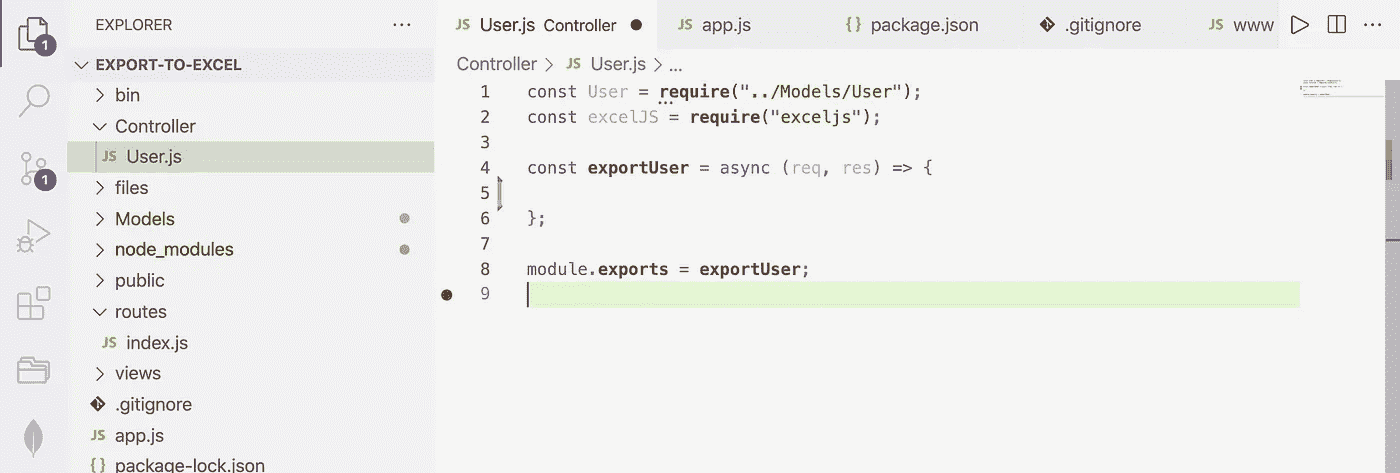 EXPLORER
EXPORT-TO-EXCEL
bin
Controller
JS User.js
files
Models
node_modules
public
routes
JS index.js
views
.gitignore
JS app.js
{} package-lock.json
1
1
JS User.js Controller
JS app.js
{} package.json
.gitignore
JS www
Controller > JS User.js > ...
1 const User = require("../Models/User");
2 const excelJS = require("exceljs");
3
4 const exportUser = async (req, res) => {
5
6 };
7
8 module.exports = exportUser;
9